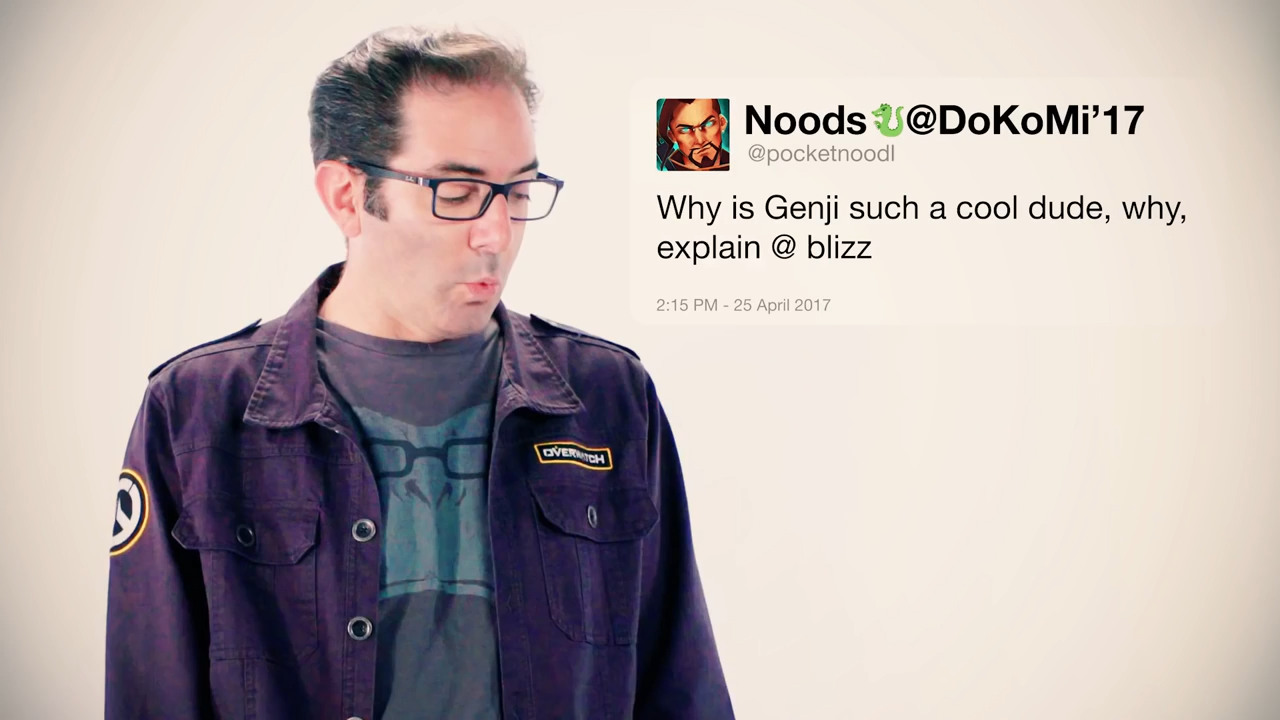 Noods🐉@DoKoMi’17
@pocketnoodl
Why is Genji such a cool dude, why,
explain @ blizz
2:15 PM - 25 April 2017
OVERWATCH